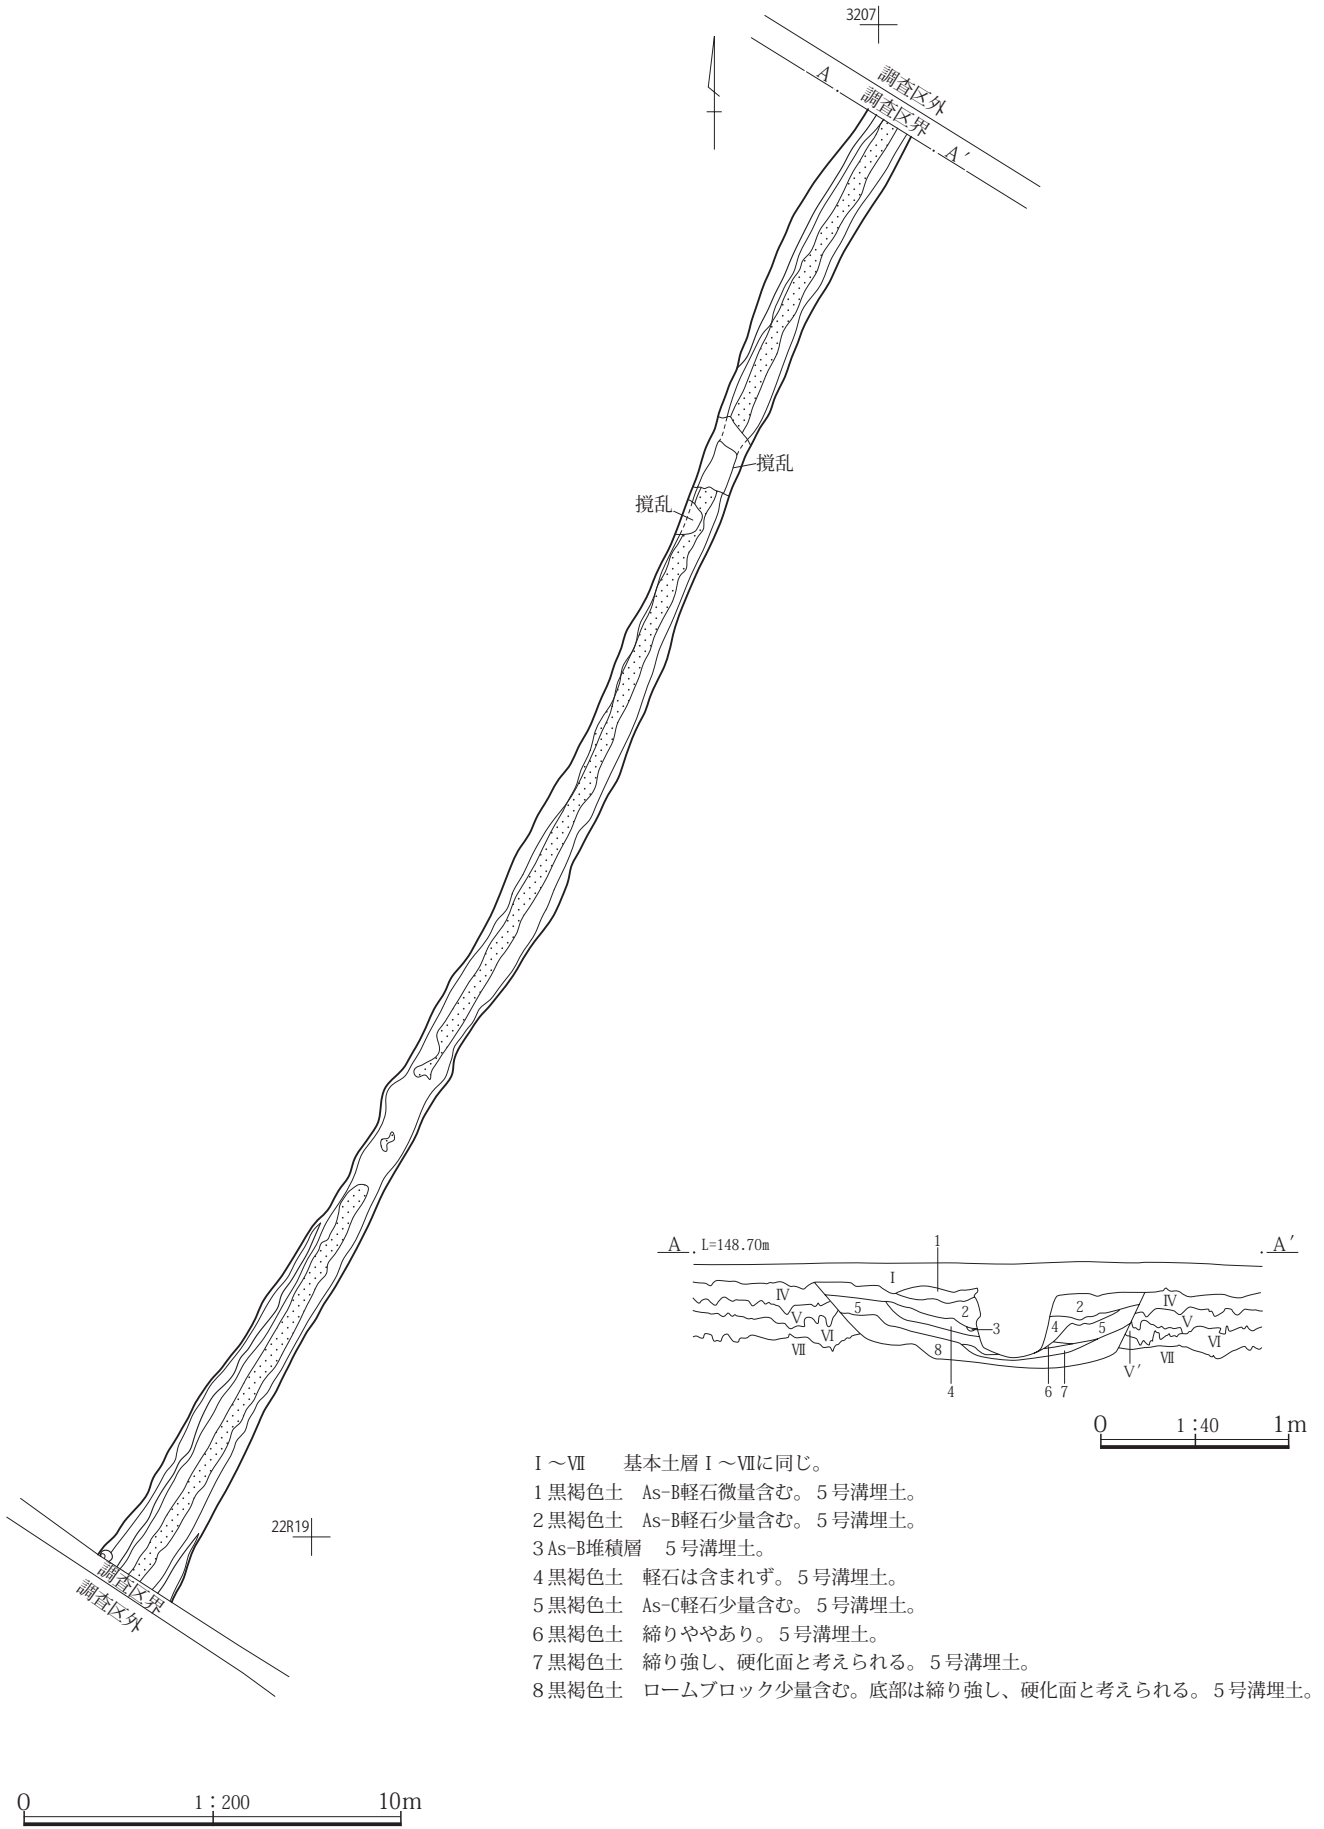 3207
調査区外
調査区界
A .
. A′
撹乱
撹乱
A . L=148.70m
. A′
1
Ⅰ
Ⅳ
Ⅴ
Ⅵ
Ⅶ
5
2
3
8
4
2
4
5
6 7
Ⅳ
Ⅴ
Ⅵ
Ⅶ
Ⅴ′
0 1:40 1m
Ⅰ～Ⅶ 基本土層Ⅰ～Ⅶに同じ。
1 黒褐色土 As-B軽石微量含む。5号溝埋土。
2 黒褐色土 As-B軽石少量含む。5号溝埋土。
3 As-B堆積層 5号溝埋土。
4 黒褐色土 軽石は含まれず。5号溝埋土。
5 黒褐色土 As-C軽石少量含む。5号溝埋土。
6 黒褐色土 締りややあり。5号溝埋土。
7 黒褐色土 締り強し、硬化面と考えられる。5号溝埋土。
8 黒褐色土 ロームブロック少量含む。底部は締り強し、硬化面と考えられる。5号溝埋土。
22R19
調査区界
調査区外
0 1:200 10m